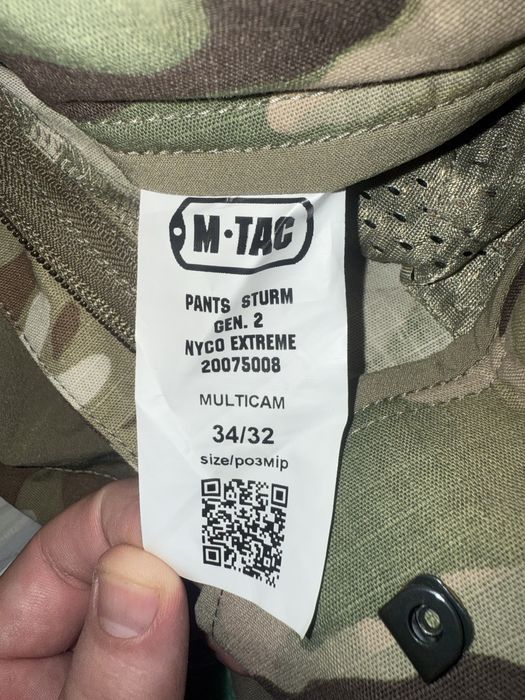 M·TAC
PANTS STURM
GEN. 2
NYCO EXTREME
20075008
MULTICAM
34/32
size/розмір